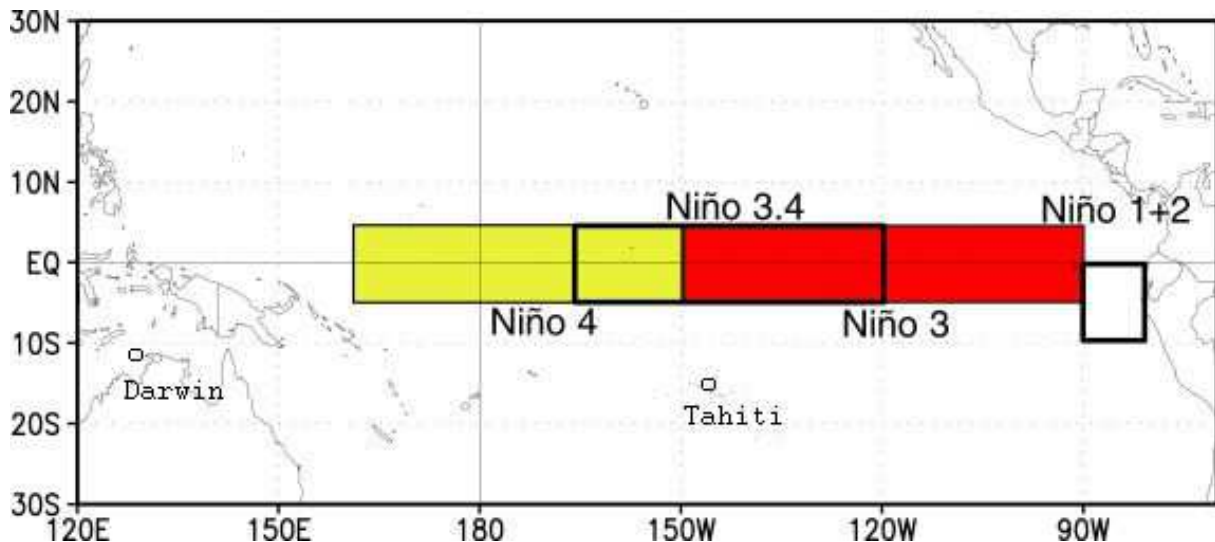 30N
20N
10N
EQ
10S
20S
30S
Niño 3.4
Niño 1+2
Niño 4
Niño 3
Darwin
Tahiti
120E 150E 180 150W 120W 90W